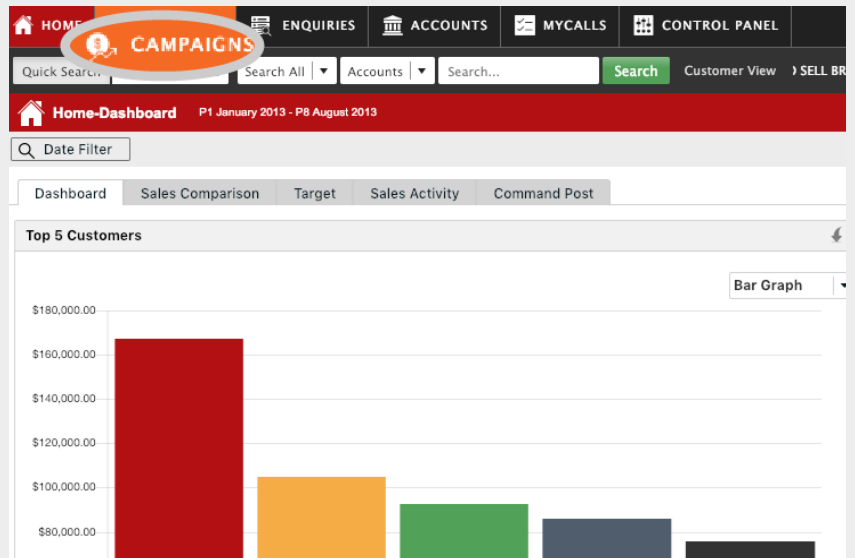 HOME CAMPAIGNS ENQUIRIES ACCOUNTS MYCALLS CONTROL PANEL
Quick Search Search All Accounts Search... Search Customer View SELL BR
Home-Dashboard P1 January 2013 - P8 August 2013
Date Filter
Dashboard Sales Comparison Target Sales Activity Command Post
Top 5 Customers
Bar Graph
$180,000.00
$160,000.00
$140,000.00
$120,000.00
$100,000.00
$80,000.00